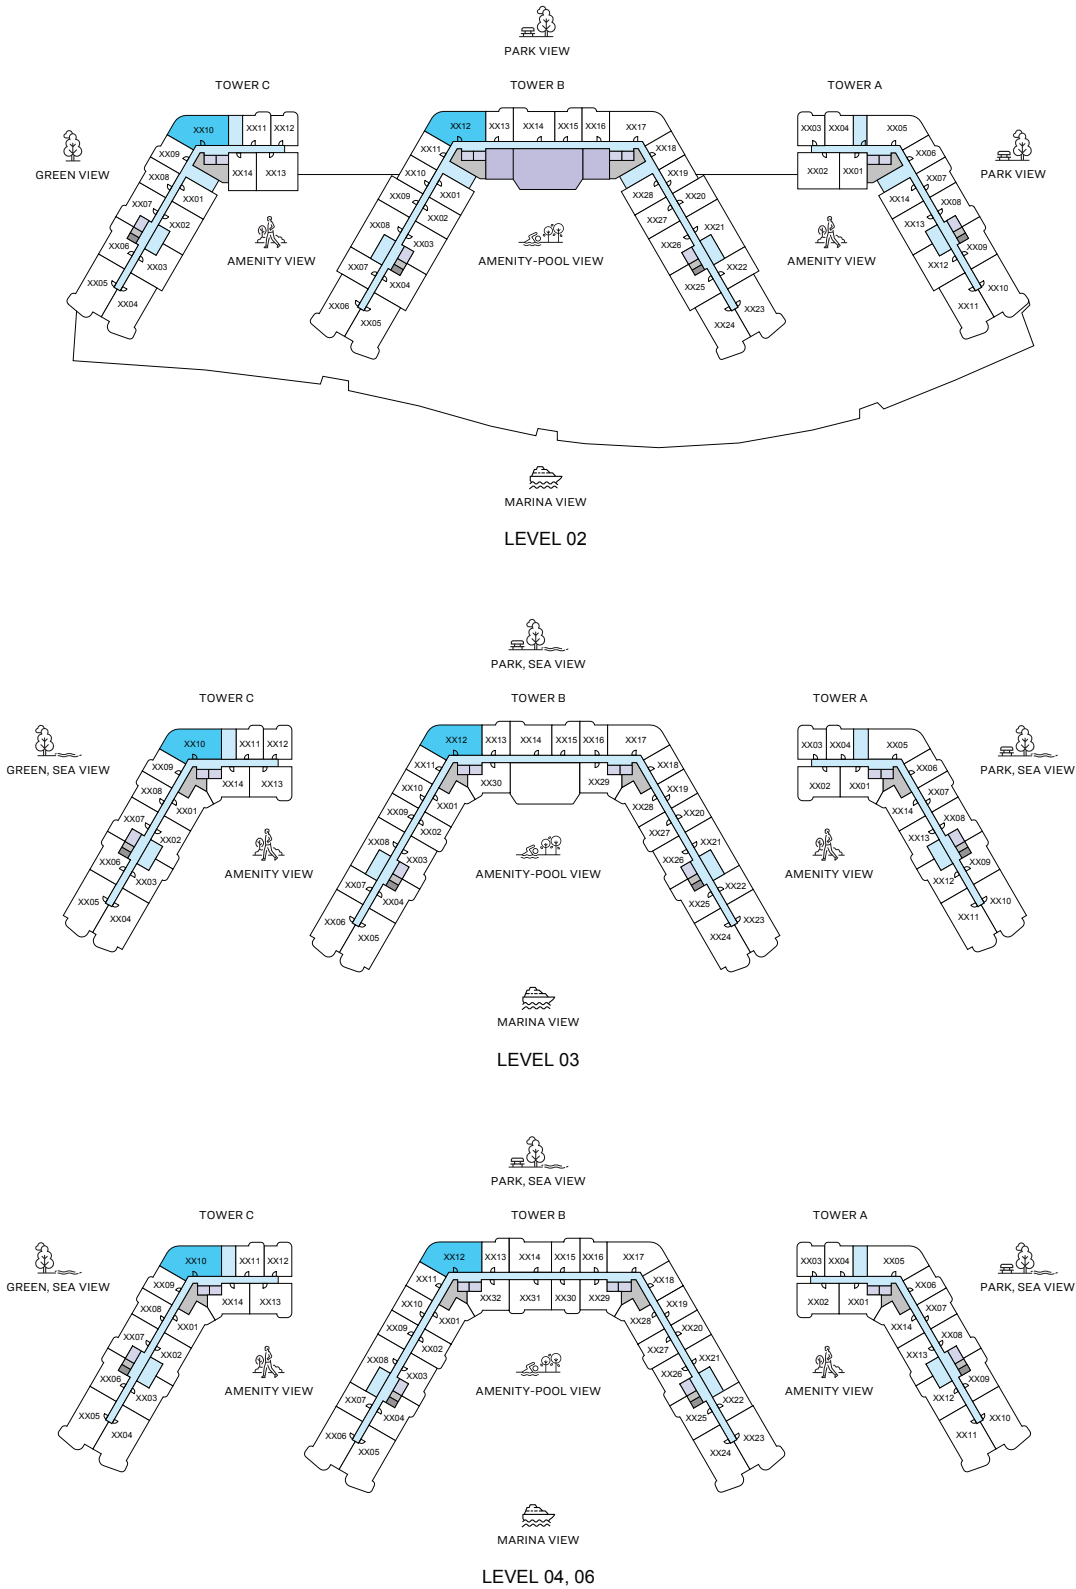 PARK VIEW
TOWER C
TOWER B
TOWER A
XX10 XX11 XX12
XX12 XX13 XX14 XX15 XX16 XX17
XX03 XX04 XX05
GREEN VIEW
XX09 XX14 XX13
XX11 XX18
XX02 XX01 XX06
PARK VIEW
XX08 XX01
XX10 XX01 XX28 XX19
XX14 XX07
XX07 XX02
XX09 XX02 XX27 XX20
XX13 XX08
XX06 XX03
XX08 XX03 XX26 XX21
XX12 XX09
AMENITY VIEW
AMENITY-POOL VIEW
AMENITY VIEW
XX05 XX04
XX07 XX04 XX25 XX22
XX11 XX10
XX06 XX05 XX24 XX23
MARINA VIEW
LEVEL 02
PARK, SEA VIEW
TOWER C
TOWER B
TOWER A
XX10 XX11 XX12
XX12 XX13 XX14 XX15 XX16 XX17
XX03 XX04 XX05
GREEN, SEA VIEW
XX09 XX14 XX13
XX11 XX30 XX29 XX18
XX02 XX01 XX06
PARK, SEA VIEW
XX08 XX01
XX10 XX01 XX28 XX19
XX14 XX07
XX07 XX02
XX09 XX02 XX27 XX20
XX13 XX08
XX06 XX03
XX08 XX03 XX26 XX21
XX12 XX09
AMENITY VIEW
AMENITY-POOL VIEW
AMENITY VIEW
XX05 XX04
XX07 XX04 XX25 XX22
XX11 XX10
XX06 XX05 XX24 XX23
MARINA VIEW
LEVEL 03
PARK, SEA VIEW
TOWER C
TOWER B
TOWER A
XX10 XX11 XX12
XX12 XX13 XX14 XX15 XX16 XX17
XX03 XX04 XX05
GREEN, SEA VIEW
XX09 XX14 XX13
XX11 XX32 XX31 XX30 XX29 XX18
XX02 XX01 XX06
PARK, SEA VIEW
XX08 XX01
XX10 XX01 XX28 XX19
XX14 XX07
XX07 XX02
XX09 XX02 XX27 XX20
XX13 XX08
XX06 XX03
XX08 XX03 XX26 XX21
XX12 XX09
AMENITY VIEW
AMENITY-POOL VIEW
AMENITY VIEW
XX05 XX04
XX07 XX04 XX25 XX22
XX11 XX10
XX06 XX05 XX24 XX23
MARINA VIEW
LEVEL 04, 06